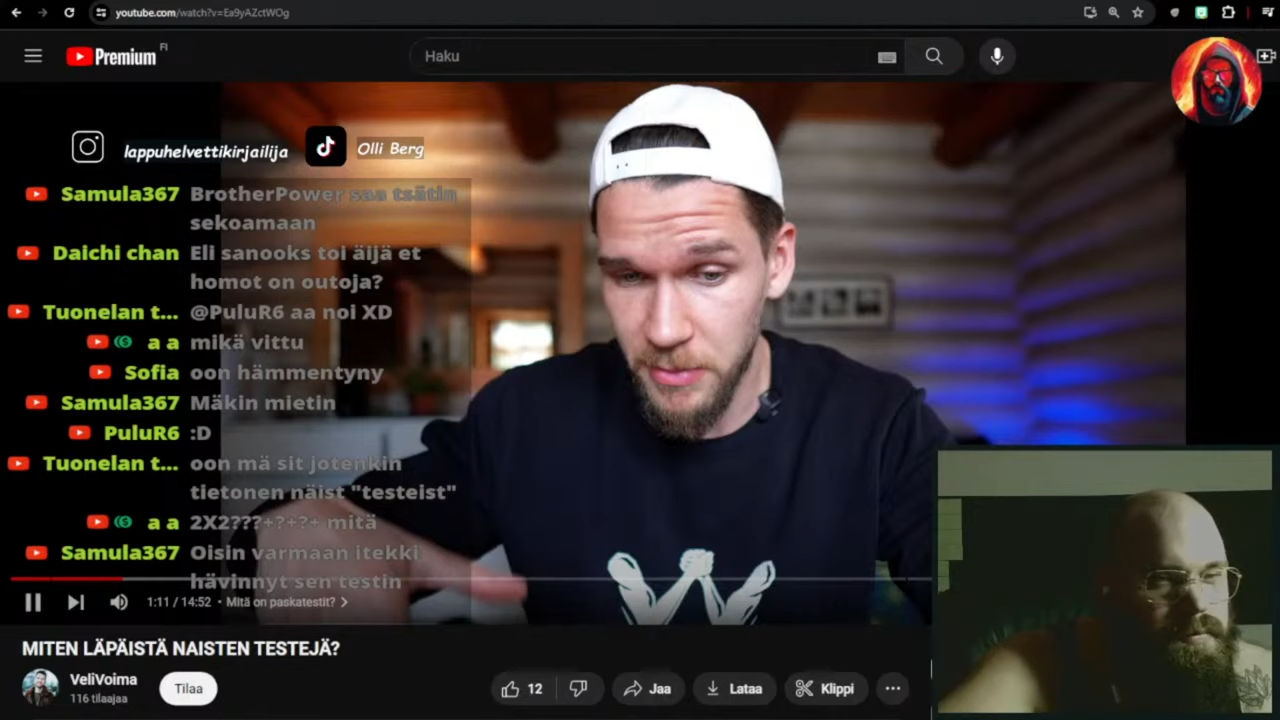 youtube.com/watch?v=Ea9yAZctWOg
Premium FI
Haku
lappuhelvettikirjailija
Olli Berg
Samula367 BrotherPower saa tsätin
sekoamaan
Daichi chan Eli sanooks toi äijä et
homot on outoja?
Tuonelan t... @PuluR6 aa noi XD
a a mikä vittu
Sofia oon hämmentyny
Samula367 Mäkin mietin
PuluR6 :D
Tuonelan t... oon mä sit jotenkin
tietonen näist "testeist"
a a 2X2???+?+?+ mitä
Samula367 Oisin varmaan itekki
hävinnyt sen testin
1:11 / 14:52 • Mitä on paskatestit?
MITEN LÄPÄISTÄ NAISTEN TESTEJÄ?
VeliVoima
116 tilaajaa
Tilaa
12
Jaa
Lataa
Klippi